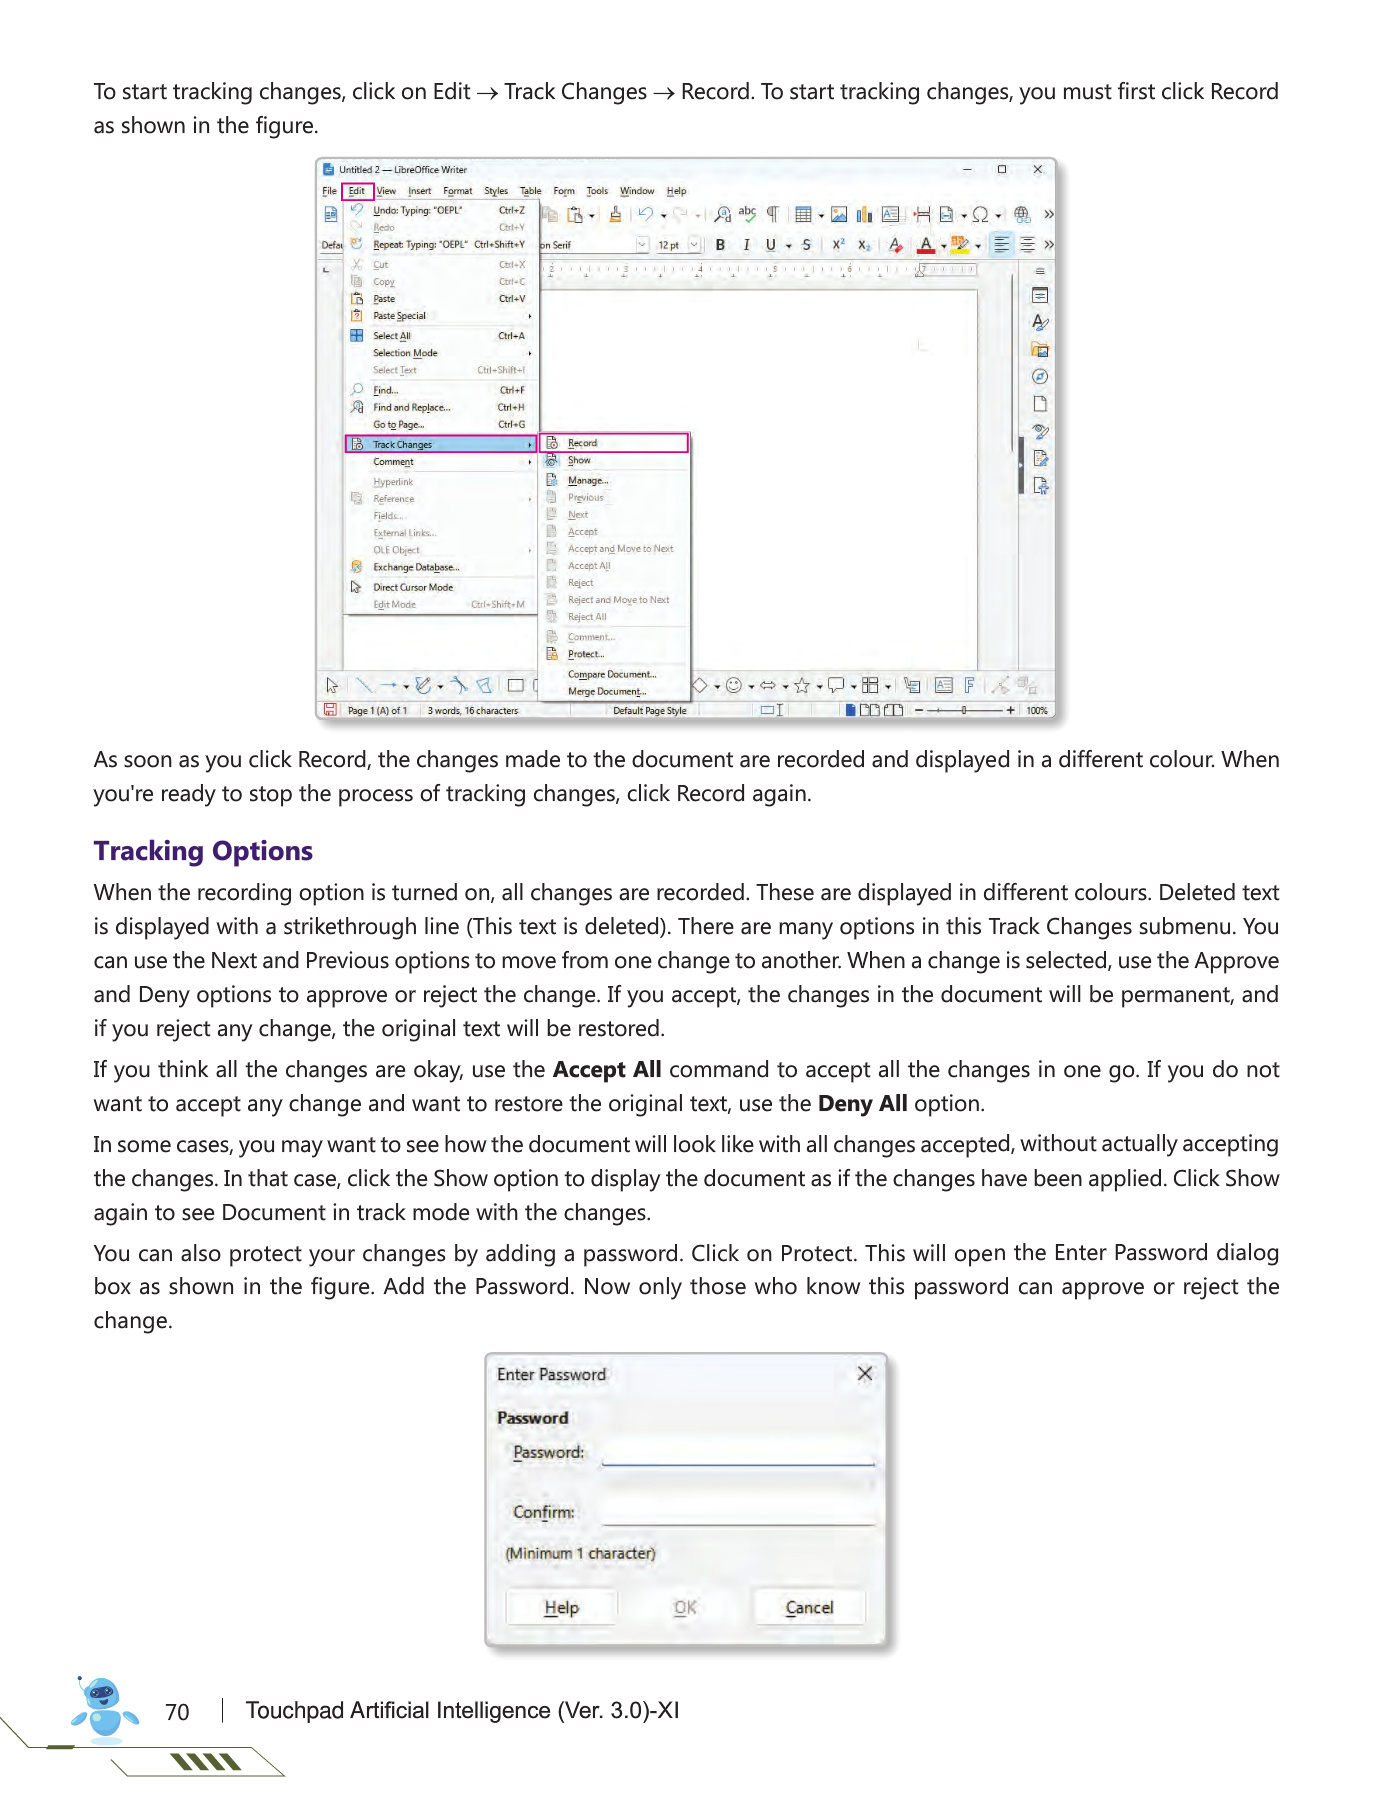 To start tracking changes, click on Edit → Track Changes → Record. To start tracking changes, you must first click Record
as shown in the figure.
Untitled 2 — LibreOffice Writer
File Edit View Insert Format Styles Table Form Tools Window Help
Undo: Typing: "OEPL" Ctrl+Z
Redo Ctrl+Y
Repeat: Typing: "OEPL" Ctrl+Shift+Y
12 pt
Cut Ctrl+X
Copy Ctrl+C
Paste Ctrl+V
Paste Special
Select All Ctrl+A
Selection Mode
Select Text Ctrl+Shift+I
Find... Ctrl+F
Find and Replace... Ctrl+H
Go to Page... Ctrl+G
Track Changes
Comment
Hyperlink
Reference
Fields...
External Links...
OLE Object
Exchange Database...
Direct Cursor Mode
Edit Mode Ctrl+Shift+M
Record
Show
Manage...
Previous
Next
Accept
Accept and Move to Next
Accept All
Reject
Reject and Move to Next
Reject All
Comment...
Protect...
Compare Document...
Merge Document...
Page 1 (A) of 1 3 words, 16 characters Default Page Style 100%
As soon as you click Record, the changes made to the document are recorded and displayed in a different colour. When
you're ready to stop the process of tracking changes, click Record again.
Tracking Options
When the recording option is turned on, all changes are recorded. These are displayed in different colours. Deleted text
is displayed with a strikethrough line (This text is deleted). There are many options in this Track Changes submenu. You
can use the Next and Previous options to move from one change to another. When a change is selected, use the Approve
and Deny options to approve or reject the change. If you accept, the changes in the document will be permanent, and
if you reject any change, the original text will be restored.
If you think all the changes are okay, use the Accept All command to accept all the changes in one go. If you do not
want to accept any change and want to restore the original text, use the Deny All option.
In some cases, you may want to see how the document will look like with all changes accepted, without actually accepting
the changes. In that case, click the Show option to display the document as if the changes have been applied. Click Show
again to see Document in track mode with the changes.
You can also protect your changes by adding a password. Click on Protect. This will open the Enter Password dialog
box as shown in the figure. Add the Password. Now only those who know this password can approve or reject the
change.
Enter Password
Password
Password:
Confirm:
(Minimum 1 character)
Help OK Cancel
70 Touchpad Artificial Intelligence (Ver. 3.0)-XI